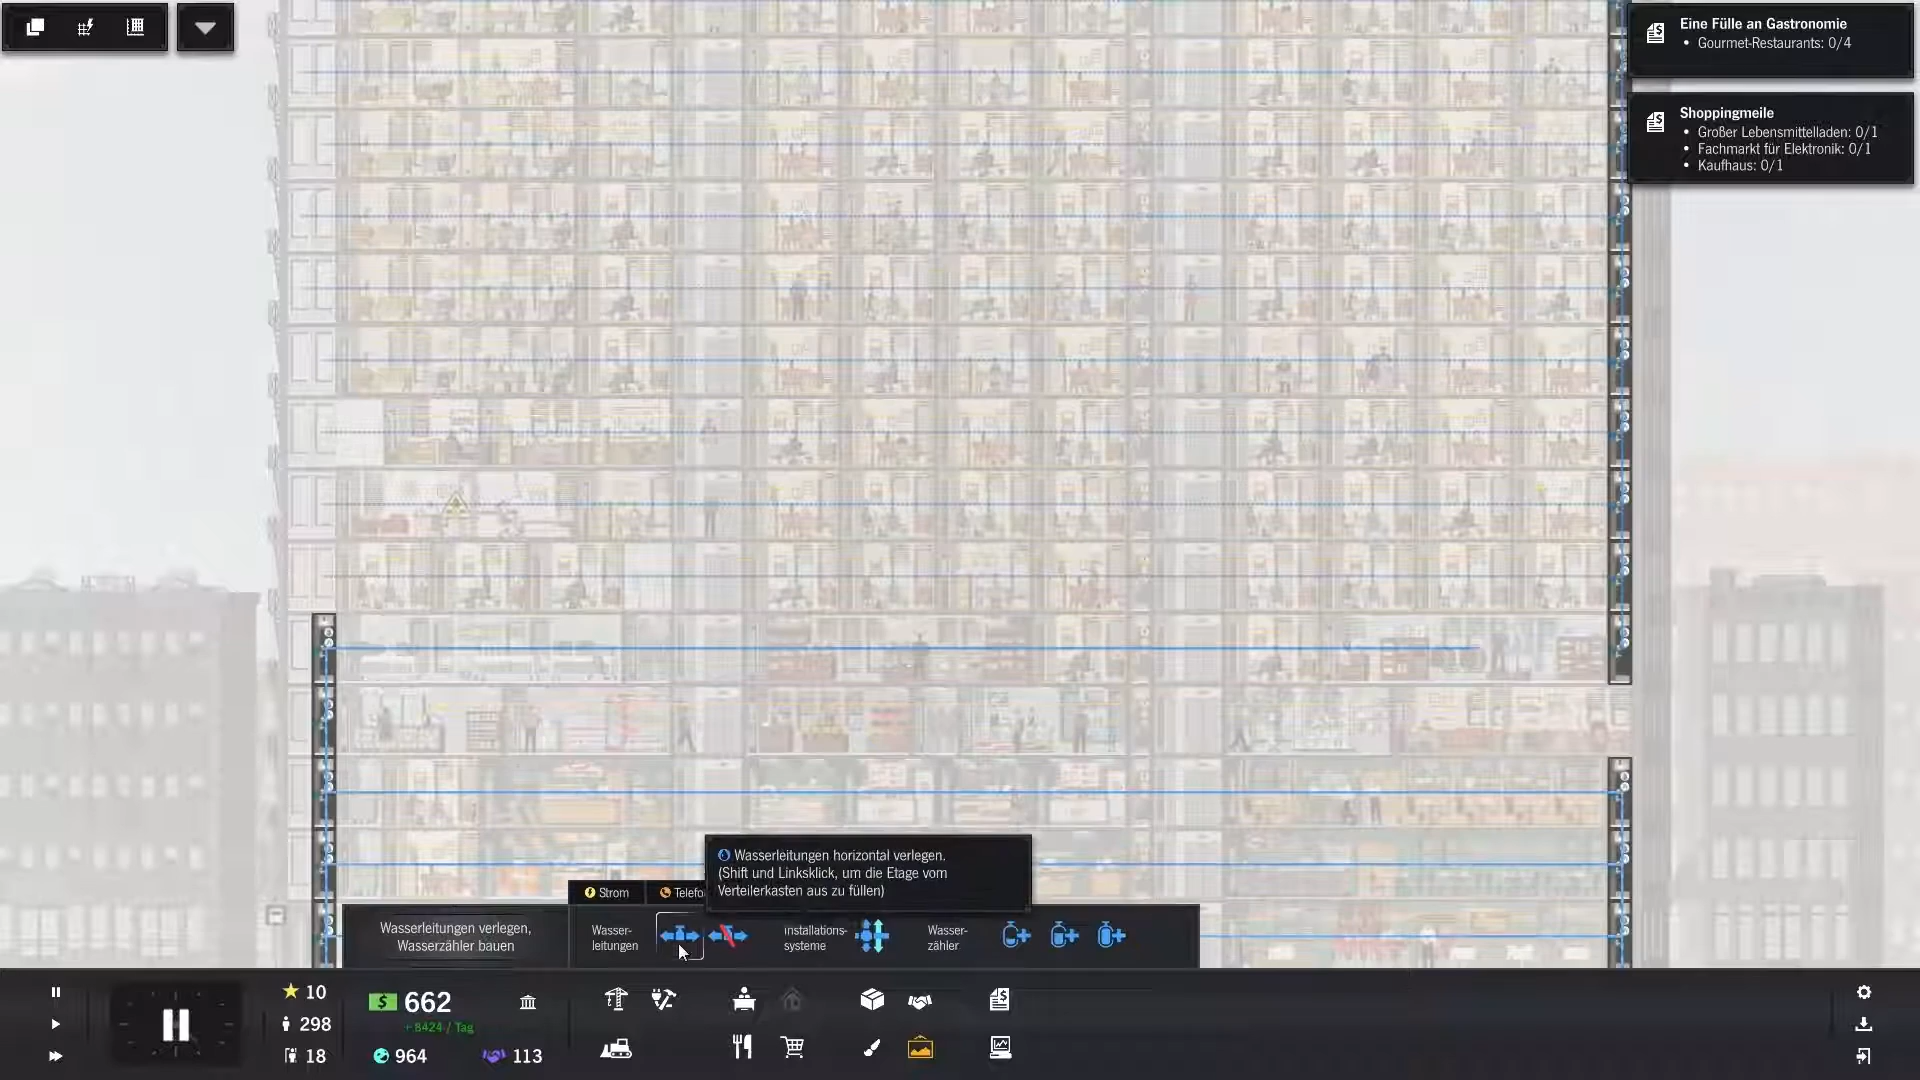 Eine Fülle an Gastronomie
• Gourmet-Restaurants: 0/4
Shoppingmeile
• Großer Lebensmittelladen: 0/1
• Fachmarkt für Elektronik: 0/1
• Kaufhaus: 0/1
Wasserleitungen horizontal verlegen.
(Shift und Linksklick, um die Etage vom
Verteilerkasten aus zu füllen)
Strom
Telefo
Wasserleitungen verlegen,
Wasserzähler bauen
Wasser-
leitungen
Installations-
systeme
Wasser-
zähler
10
298
18
$ 662
+8424 / Tag
964
113